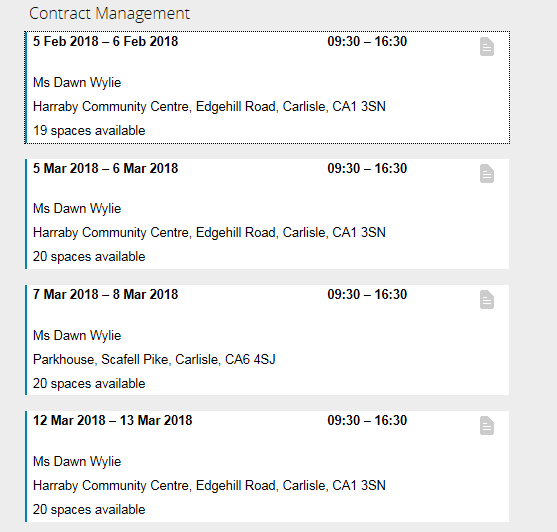 Contract Management
5 Feb 2018 – 6 Feb 2018 09:30 – 16:30
Ms Dawn Wylie
Harraby Community Centre, Edgehill Road, Carlisle, CA1 3SN
19 spaces available
5 Mar 2018 – 6 Mar 2018 09:30 – 16:30
Ms Dawn Wylie
Harraby Community Centre, Edgehill Road, Carlisle, CA1 3SN
20 spaces available
7 Mar 2018 – 8 Mar 2018 09:30 – 16:30
Ms Dawn Wylie
Parkhouse, Scafell Pike, Carlisle, CA6 4SJ
20 spaces available
12 Mar 2018 – 13 Mar 2018 09:30 – 16:30
Ms Dawn Wylie
Harraby Community Centre, Edgehill Road, Carlisle, CA1 3SN
20 spaces available